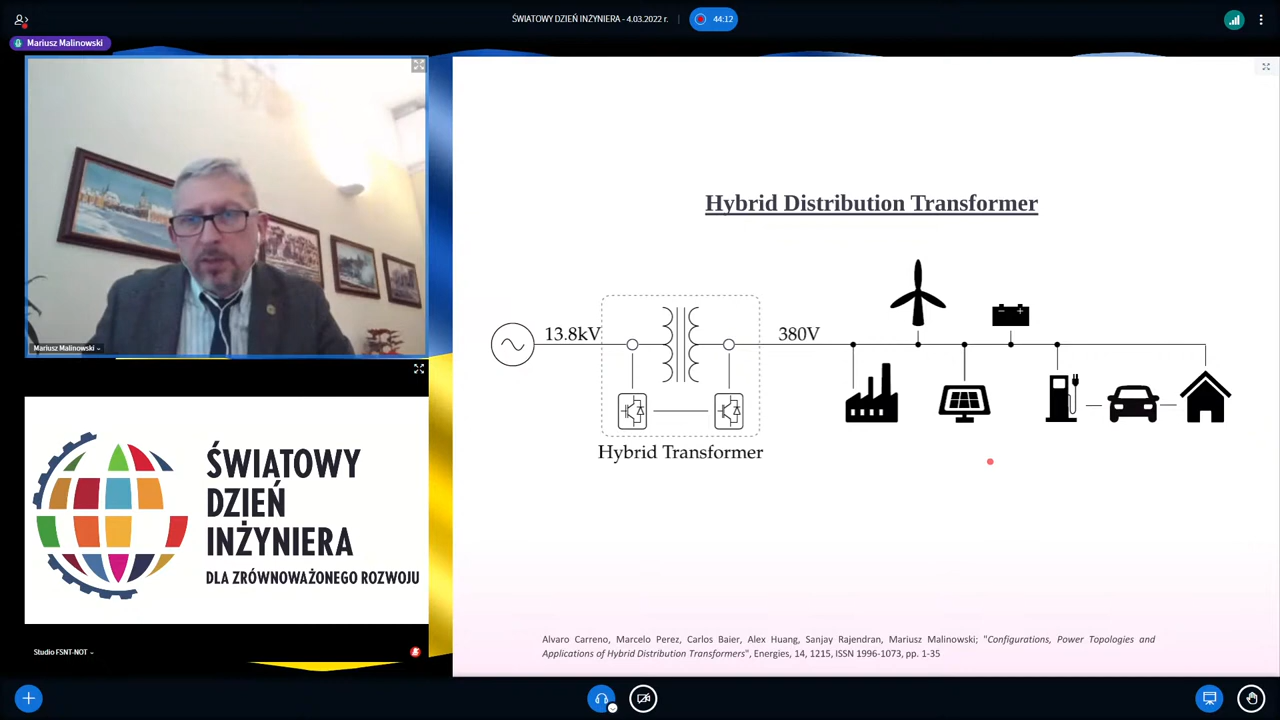 ŚWIATOWY DZIEŃ INŻYNIERA - 4.03.2022 r.
44:12
Mariusz Malinowski
Mariusz Malinowski
Hybrid Distribution Transformer
13.8kV
380V
Hybrid Transformer
ŚWIATOWY
DZIEŃ
INŻYNIERA
DLA ZRÓWNOWAŻONEGO ROZWOJU
Studio FSNT-NOT
Alvaro Carreno, Marcelo Perez, Carlos Baier, Alex Huang, Sanjay Rajendran, Mariusz Malinowski; "Configurations, Power Topologies and
Applications of Hybrid Distribution Transformers", Energies, 14, 1215, ISSN 1996-1073, pp. 1-35